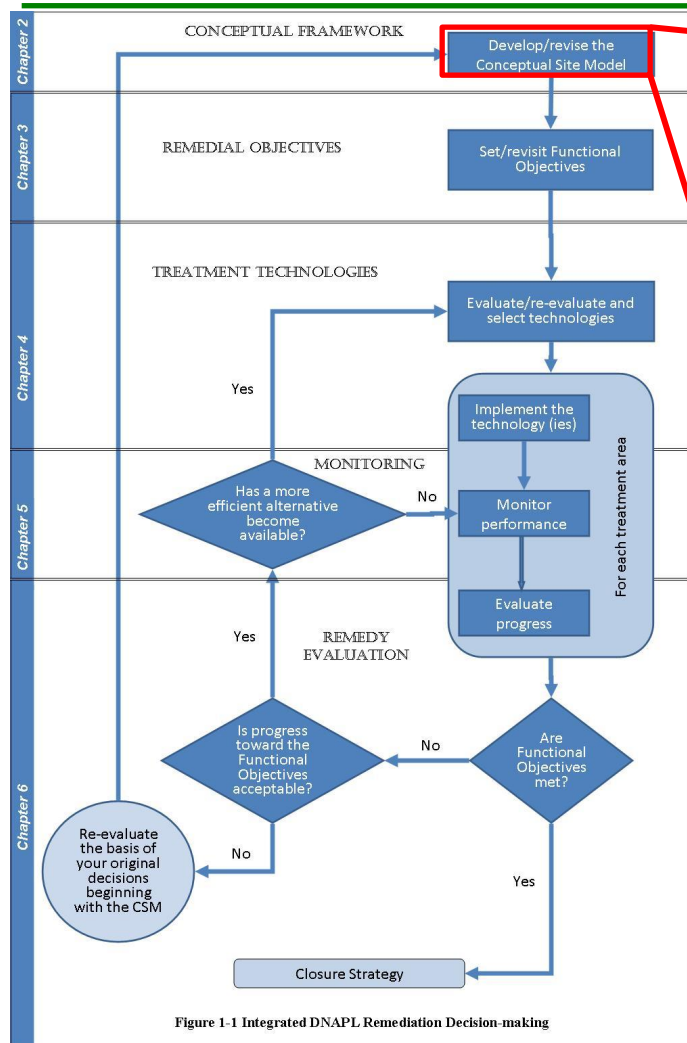 Chapter 2
CONCEPTUAL FRAMEWORK
Develop/revise the
Conceptual Site Model
Chapter 3
REMEDIAL OBJECTIVES
Set/revisit Functional
Objectives
Chapter 4
TREATMENT TECHNOLOGIES
Evaluate/re-evaluate and
select technologies
Yes
Implement the
technology (ies)
Chapter 5
MONITORING
Has a more
efficient alternative
become
available?
No
Monitor
performance
For each treatment area
Evaluate
progress
Chapter 6
Yes
REMEDY
EVALUATION
Is progress
toward the
Functional
Objectives
acceptable?
No
Are
Functional
Objectives
met?
Re-evaluate
the basis of
your original
decisions
beginning
with the CSM
No
Yes
Closure Strategy
Figure 1-1 Integrated DNAPL Remediation Decision-making